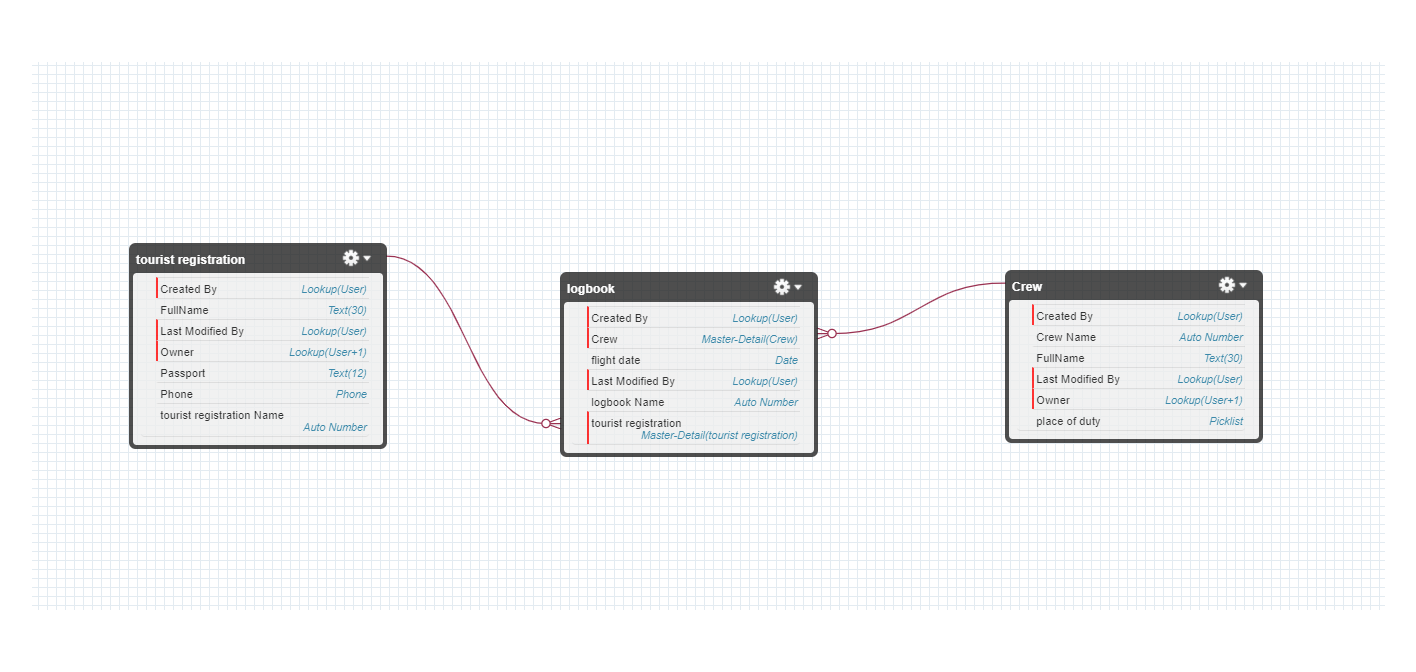 tourist registration
Created By Lookup(User)
FullName Text(30)
Last Modified By Lookup(User)
Owner Lookup(User+1)
Passport Text(12)
Phone Phone
tourist registration Name
Auto Number
logbook
Created By Lookup(User)
Crew Master-Detail(Crew)
flight date Date
Last Modified By Lookup(User)
logbook Name Auto Number
tourist registration
Master-Detail(tourist registration)
Crew
Created By Lookup(User)
Crew Name Auto Number
FullName Text(30)
Last Modified By Lookup(User)
Owner Lookup(User+1)
place of duty Picklist